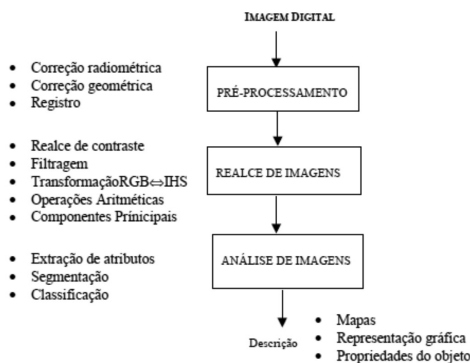 IMAGEM DIGITAL
• Correção radiométrica
• Correção geométrica
• Registro
PRÉ-PROCESSAMENTO
• Realce de contraste
• Filtragem
• TransformaçãoRGB⇔IHS
• Operações Aritméticas
• Componentes Prínicipais
REALCE DE IMAGENS
• Extração de atributos
• Segmentação
• Classificação
ANÁLISE DE IMAGENS
Descrição
• Mapas
• Representação gráfica
• Propriedades do objeto